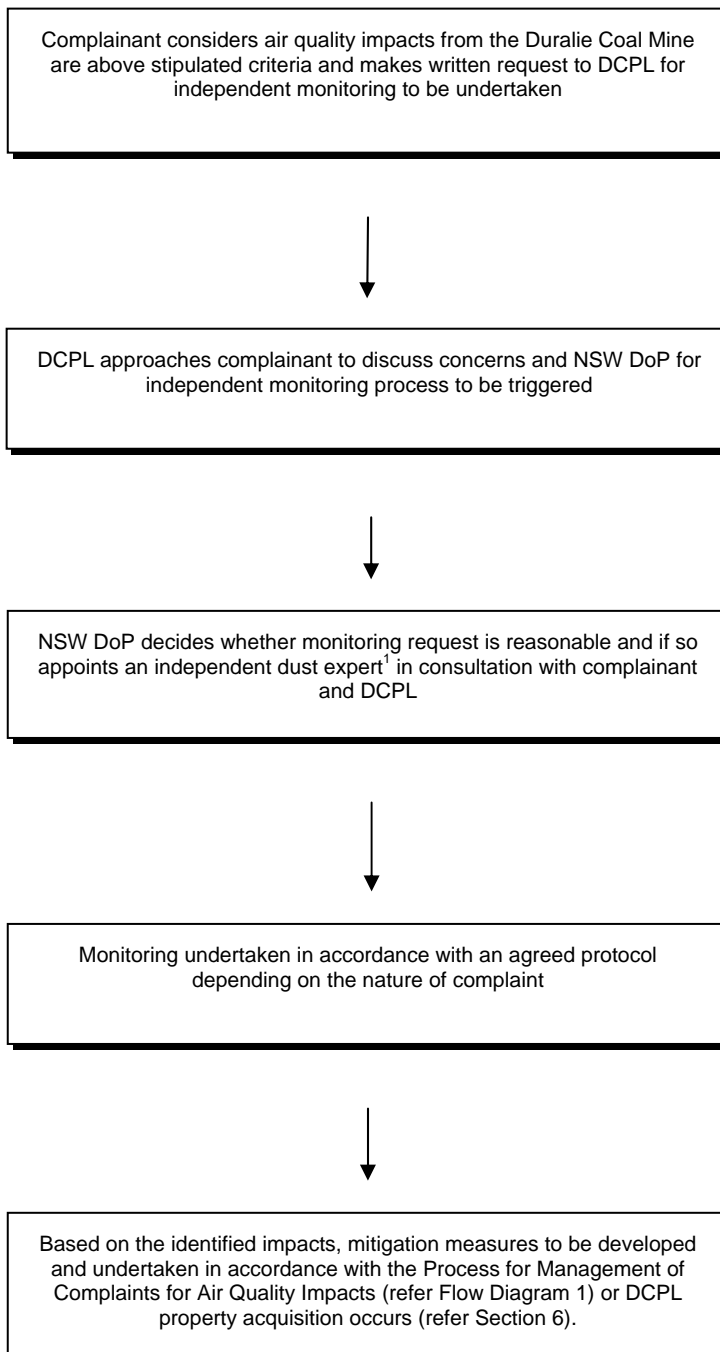 Complainant considers air quality impacts from the Duralie Coal Mine
are above stipulated criteria and makes written request to DCPL for
independent monitoring to be undertaken
DCPL approaches complainant to discuss concerns and NSW DoP for
independent monitoring process to be triggered
NSW DoP decides whether monitoring request is reasonable and if so
appoints an independent dust expert¹ in consultation with complainant
and DCPL
Monitoring undertaken in accordance with an agreed protocol
depending on the nature of complaint
Based on the identified impacts, mitigation measures to be developed
and undertaken in accordance with the Process for Management of
Complaints for Air Quality Impacts (refer Flow Diagram 1) or DCPL
property acquisition occurs (refer Section 6).